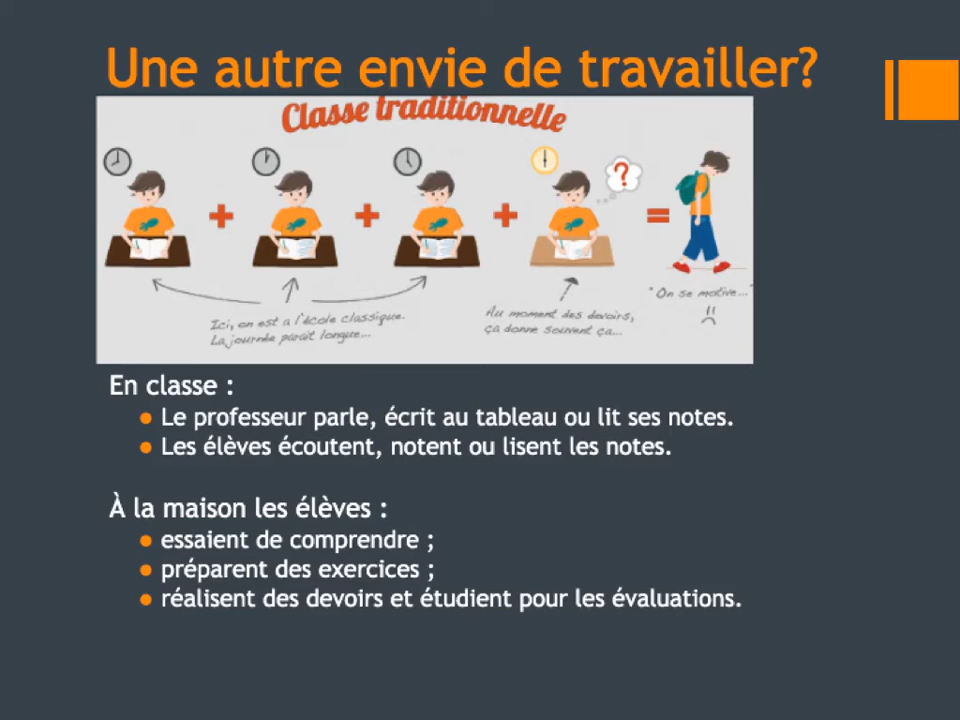 Une autre envie de travailler?
Classe traditionnelle
+ + + ? =
"On se motive..."
Ici, on est a l'école classique.
La journée parait longue...
Au moment des devoirs,
ça donne souvent ça...
En classe :
● Le professeur parle, écrit au tableau ou lit ses notes.
● Les élèves écoutent, notent ou lisent les notes.
À la maison les élèves :
● essaient de comprendre ;
● préparent des exercices ;
● réalisent des devoirs et étudient pour les évaluations.